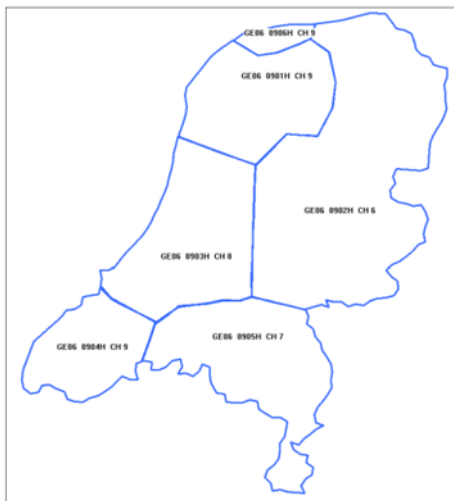 GE06 0906H CH 9
GE06 0901H CH 9
GE06 0902H CH 6
GE06 0903H CH 8
GE06 0905H CH 7
GE06 0904H CH 9